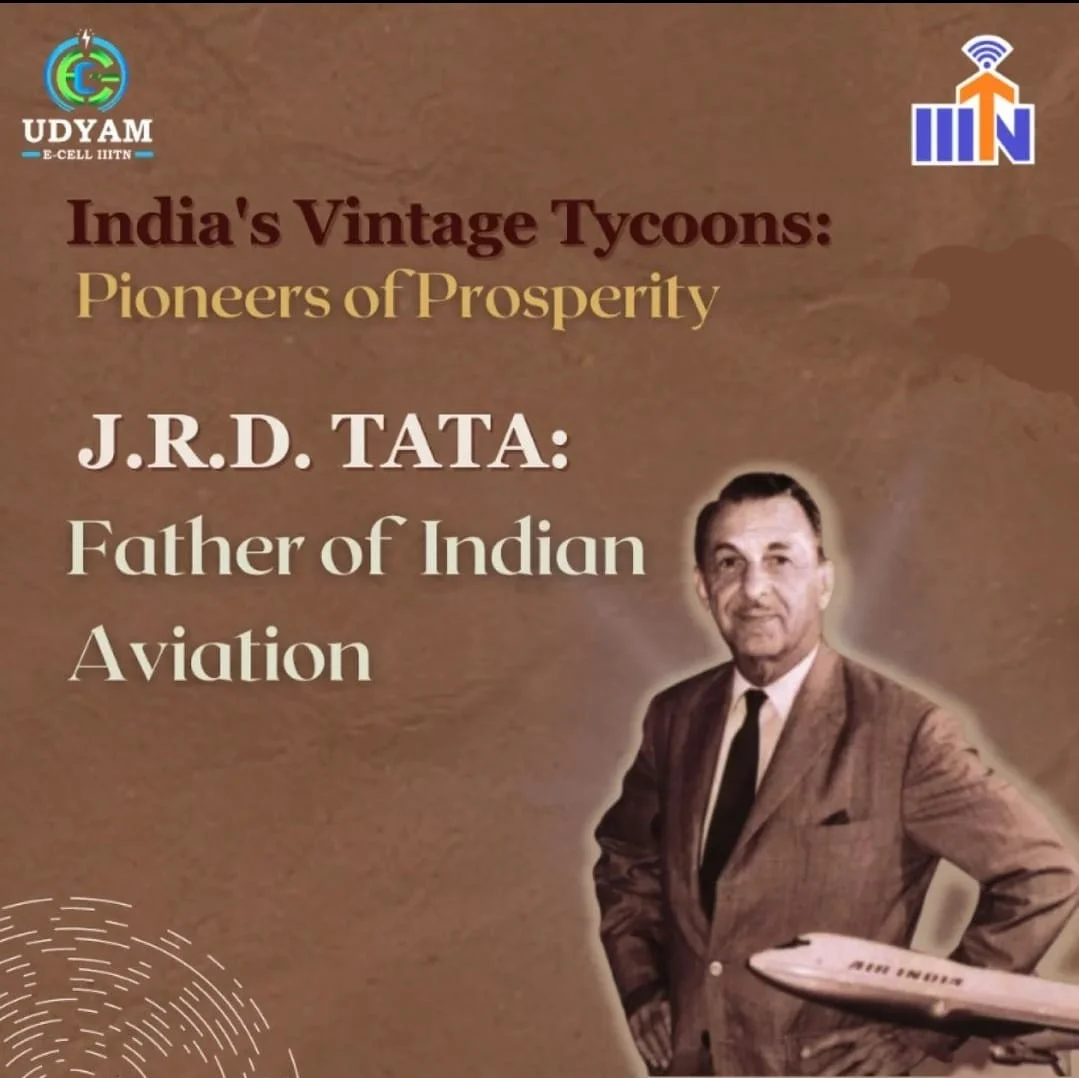 UDYAM
E-CELL IIITN
IIITN
India's Vintage Tycoons:
Pioneers of Prosperity
J.R.D. TATA:
Father of Indian
Aviation
AIR INDIA